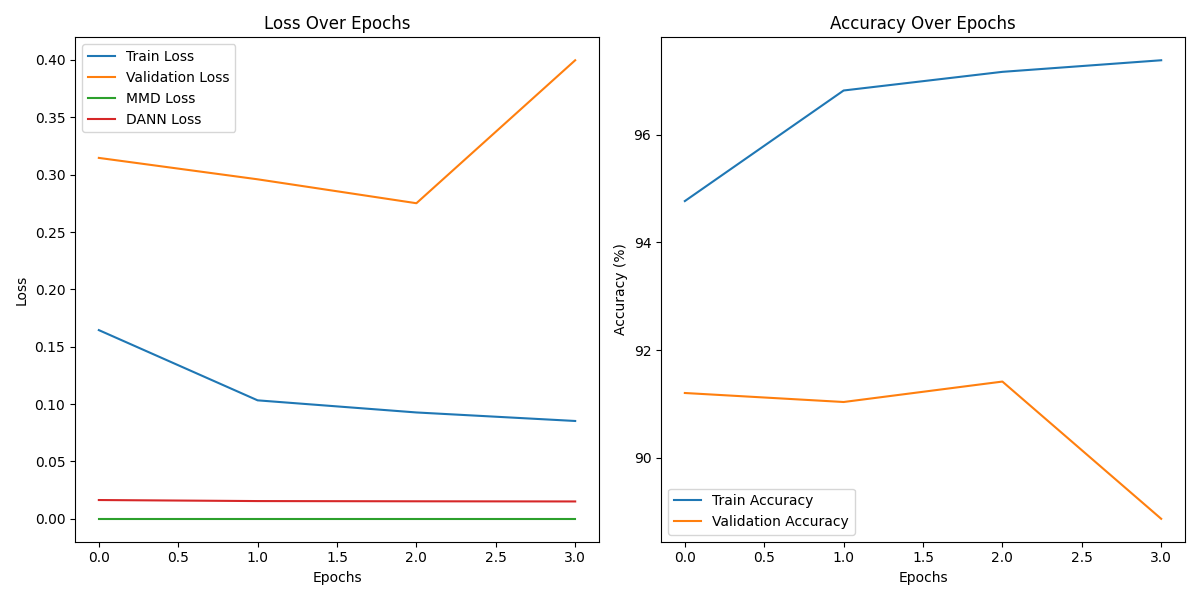 Loss Over Epochs
Train Loss
Validation Loss
MMD Loss
DANN Loss
0.40
0.35
0.30
0.25
0.20
0.15
0.10
0.05
0.00
Loss
0.0 0.5 1.0 1.5 2.0 2.5 3.0
Epochs
Accuracy Over Epochs
96
94
92
90
Accuracy (%)
Train Accuracy
Validation Accuracy
0.0 0.5 1.0 1.5 2.0 2.5 3.0
Epochs